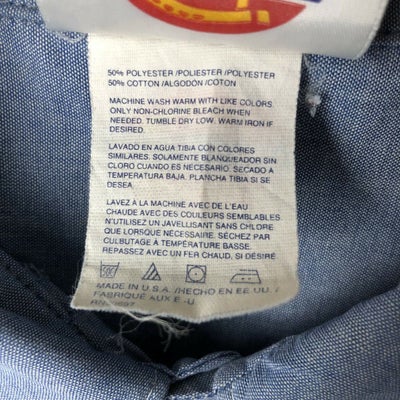 50% POLYESTER /POLIESTER /POLYESTER
50% COTTON /ALGODÓN /COTON
MACHINE WASH WARM WITH LIKE COLORS.
ONLY NON-CHLORINE BLEACH WHEN
NEEDED. TUMBLE DRY LOW. WARM IRON IF
DESIRED.
LAVADO EN AGUA TIBIA CON COLORES
SIMILARES. SOLAMENTE BLANQUEADOR SIN
CLORO CUANDO ES NECESARIO. SECADO A
TEMPERATURA BAJA. PLANCHA TIBIA SI SE
DESEA.
LAVEZ À LA MACHINE AVEC DE L'EAU
CHAUDE AVEC DES COULEURS SEMBLABLES.
N'UTILISEZ UN JAVELLISANT SANS CHLORE
QUE LORSQUE NÉCESSAIRE. SÉCHEZ PAR
CULBUTAGE À TEMPÉRATURE BASSE.
REPASSEZ AVEC UN FER CHAUD. SI DÉSIRÉ
MADE IN U.S.A. /HECHO EN EE UU. /
FABRIQUÉ AUX E.-U